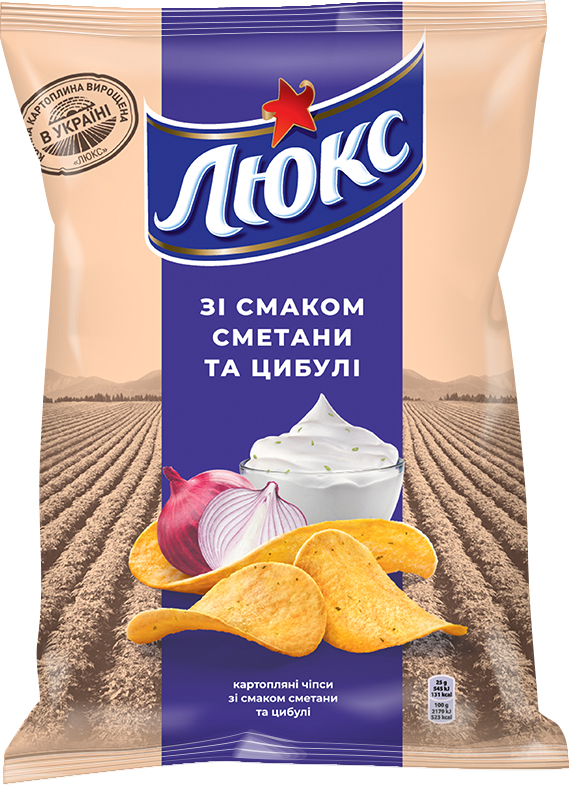 КАРТОПЛИНА ВИРОЩЕНА
В УКРАЇНІ
«ЛЮКС»
Люкс
ЗІ СМАКОМ
СМЕТАНИ
ТА ЦИБУЛІ
картопляні чіпси
зі смаком сметани
та цибулі
25 g
545 kJ
131 kcal
100 g
2179 kJ
523 kcal